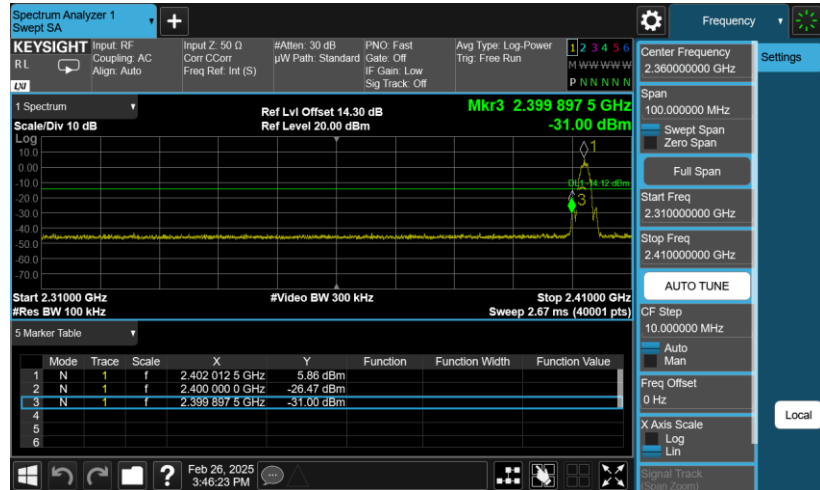 Spectrum Analyzer 1
Swept SA
Frequency
KEYSIGHT
RL
LXI
Input: RF
Coupling: AC
Align: Auto
Input Z: 50 Ω
Corr CCorr
Freq Ref: Int (S)
#Atten: 30 dB
µW Path: Standard
PNO: Fast
Gate: Off
IF Gain: Low
Sig Track: Off
Avg Type: Log-Power
Trig: Free Run
1 2 3 4 5 6
M W W W W W
P N N N N N
Center Frequency
2.360000000 GHz
Settings
Span
100.000000 MHz
Swept Span
Zero Span
Full Span
Start Freq
2.310000000 GHz
Stop Freq
2.410000000 GHz
AUTO TUNE
CF Step
10.000000 MHz
Auto
Man
Freq Offset
0 Hz
X Axis Scale
Log
Lin
Signal Track
(Span Zoom)
Local
1 Spectrum
Scale/Div 10 dB
Ref Lvl Offset 14.30 dB
Ref Level 20.00 dBm
Mkr3 2.399 897 5 GHz
-31.00 dBm
Log
10.0
0.00
-10.0
-20.0
-30.0
-40.0
-50.0
-60.0
-70.0
1
DL1 -14.12 dBm
3
Start 2.31000 GHz
#Res BW 100 kHz
#Video BW 300 kHz
Stop 2.41000 GHz
Sweep 2.67 ms (40001 pts)
5 Marker Table
Mode Trace Scale X Y Function Function Width Function Value
1 N 1 f 2.402 012 5 GHz 5.86 dBm
2 N 1 f 2.400 000 0 GHz -26.47 dBm
3 N 1 f 2.399 897 5 GHz -31.00 dBm
4
5
6
?
Feb 26, 2025
3:46:23 PM